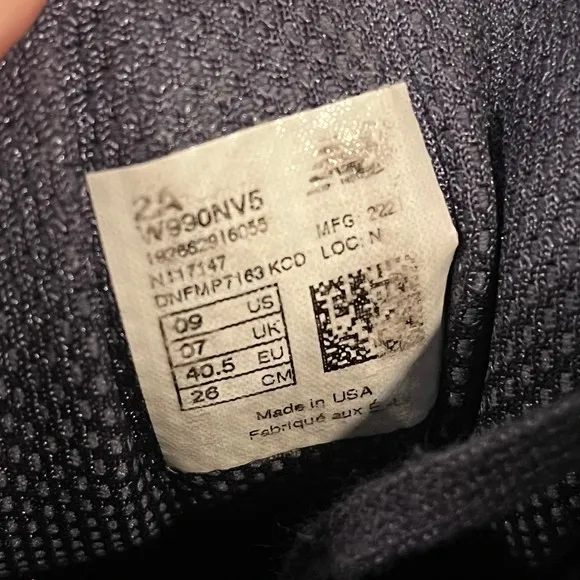 2A
W990NV5
192662916055
N117147
DNFMP7163 KCD
MFG 222
LOC: N
09 US
07 UK
40.5 EU
26 CM
Made in USA
Fabriqué aux